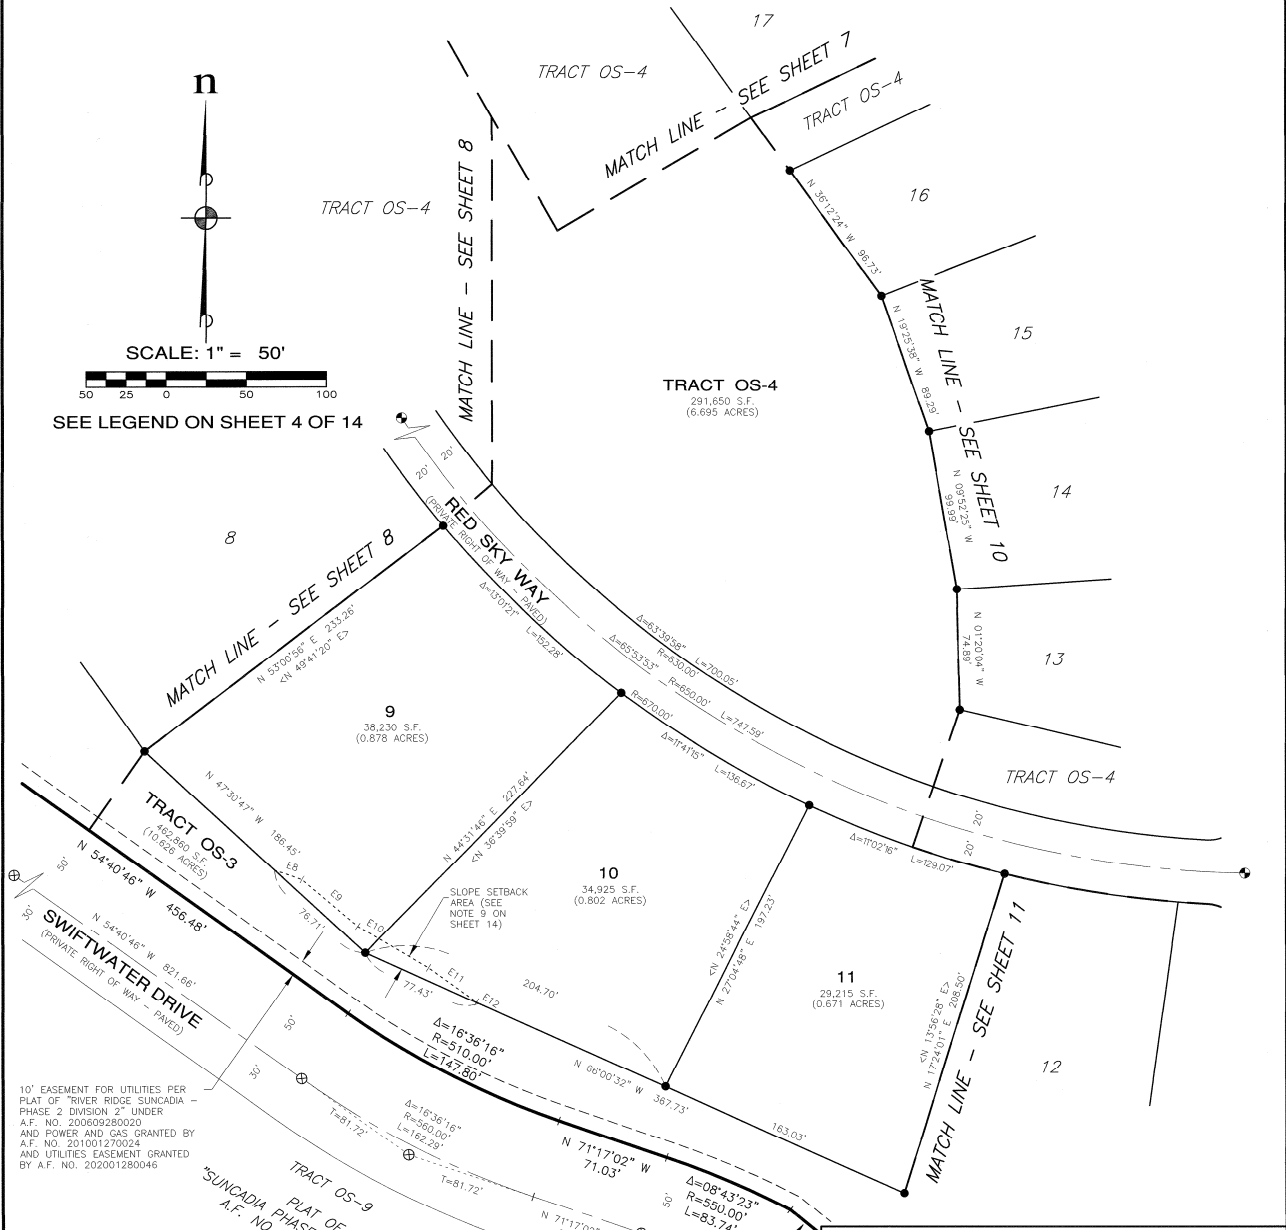 17
TRACT OS-4
MATCH LINE - SEE SHEET 7
TRACT OS-4
n
16
TRACT OS-4
MATCH LINE - SEE SHEET 8
N 36°12'24" W 96.73'
SCALE: 1" = 50'
50 25 0 50 100
SEE LEGEND ON SHEET 4 OF 14
MATCH LINE - SEE SHEET 10
N 19°25'38" W 89.29'
15
TRACT OS-4
291,650 S.F.
(6.695 ACRES)
20'
20'
14
N 09°52'25" W
99.99'
RED SKY WAY
(PRIVATE RIGHT OF WAY - PAVED)
8
MATCH LINE - SEE SHEET 8
N 53°00'56" E 233.26'
<N 49°41'20" E>
Δ=13°01'21" L=152.28'
Δ=63°39'58" L=700.05'
R=630.00'
Δ=65°53'53" L=747.59'
R=650.00'
R=670.00'
Δ=11°41'15" L=136.67'
N 01°20'04" W
74.89'
13
9
38,230 S.F.
(0.878 ACRES)
TRACT OS-4
20'
20'
Δ=11°02'16" L=129.07'
N 47°30'47" W 186.45'
TRACT OS-3
462,860 S.F.
(10.626 ACRES)
N 44°31'46" E 227.64'
<N 36°39'59" E>
10
34,925 S.F.
(0.802 ACRES)
E8
E9
E10
E11
E12
SLOPE SETBACK
AREA (SEE
NOTE 9 ON
SHEET 14)
76.71'
77.43'
204.70'
50'
30'
N 54°40'46" W 456.48'
N 54°40'46" W 821.66'
SWIFTWATER DRIVE
(PRIVATE RIGHT OF WAY - PAVED)
<N 24°58'44" E>
N 27°04'48" E 197.23'
11
29,215 S.F.
(0.671 ACRES)
<N 13°56'28" E>
N 17°24'01" E 208.50'
MATCH LINE - SEE SHEET 11
12
50'
30'
Δ=16°36'16"
R=510.00'
L=147.80'
N 66°00'32" W 367.73'
163.03'
10' EASEMENT FOR UTILITIES PER
PLAT OF "RIVER RIDGE SUNCADIA -
PHASE 2 DIVISION 2" UNDER
A.F. NO. 200609280020
AND POWER AND GAS GRANTED BY
A.F. NO. 201001270024
AND UTILITIES EASEMENT GRANTED
BY A.F. NO. 202001280046
T=81.72'
Δ=16°36'16"
R=560.00'
L=162.29'
T=81.72'
N 71°17'02" W
71.03'
50'
Δ=08°43'23"
R=550.00'
L=83.74'
TRACT OS-9
PLAT OF
"SUNCADIA PHASE
A.F. NO
N 71°17'02"